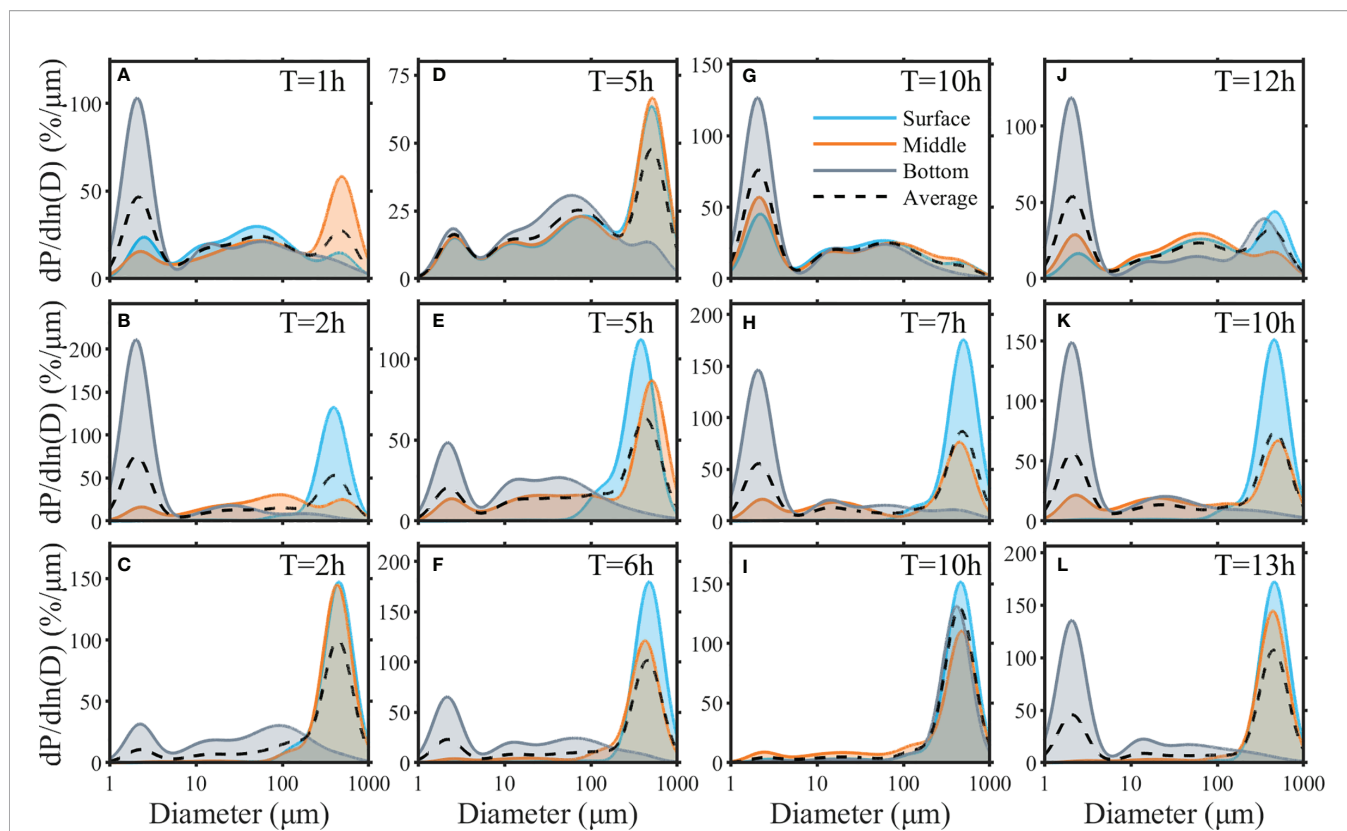 A
T=1h
100
50
0
dP/dln(D) (%/μm)
D
T=5h
75
50
25
0
G
T=10h
150
100
50
0
Surface
Middle
Bottom
Average
J
T=12h
100
50
0
B
T=2h
200
150
100
50
0
dP/dln(D) (%/μm)
E
T=5h
100
50
0
H
T=7h
200
150
100
50
0
K
T=10h
150
100
50
0
C
T=2h
150
100
50
0
dP/dln(D) (%/μm)
1 10 100 1000
Diameter (μm)
F
T=6h
200
150
100
50
0
1 10 100 1000
Diameter (μm)
I
T=10h
150
100
50
0
1 10 100 1000
Diameter (μm)
L
T=13h
200
150
100
50
0
1 10 100 1000
Diameter (μm)